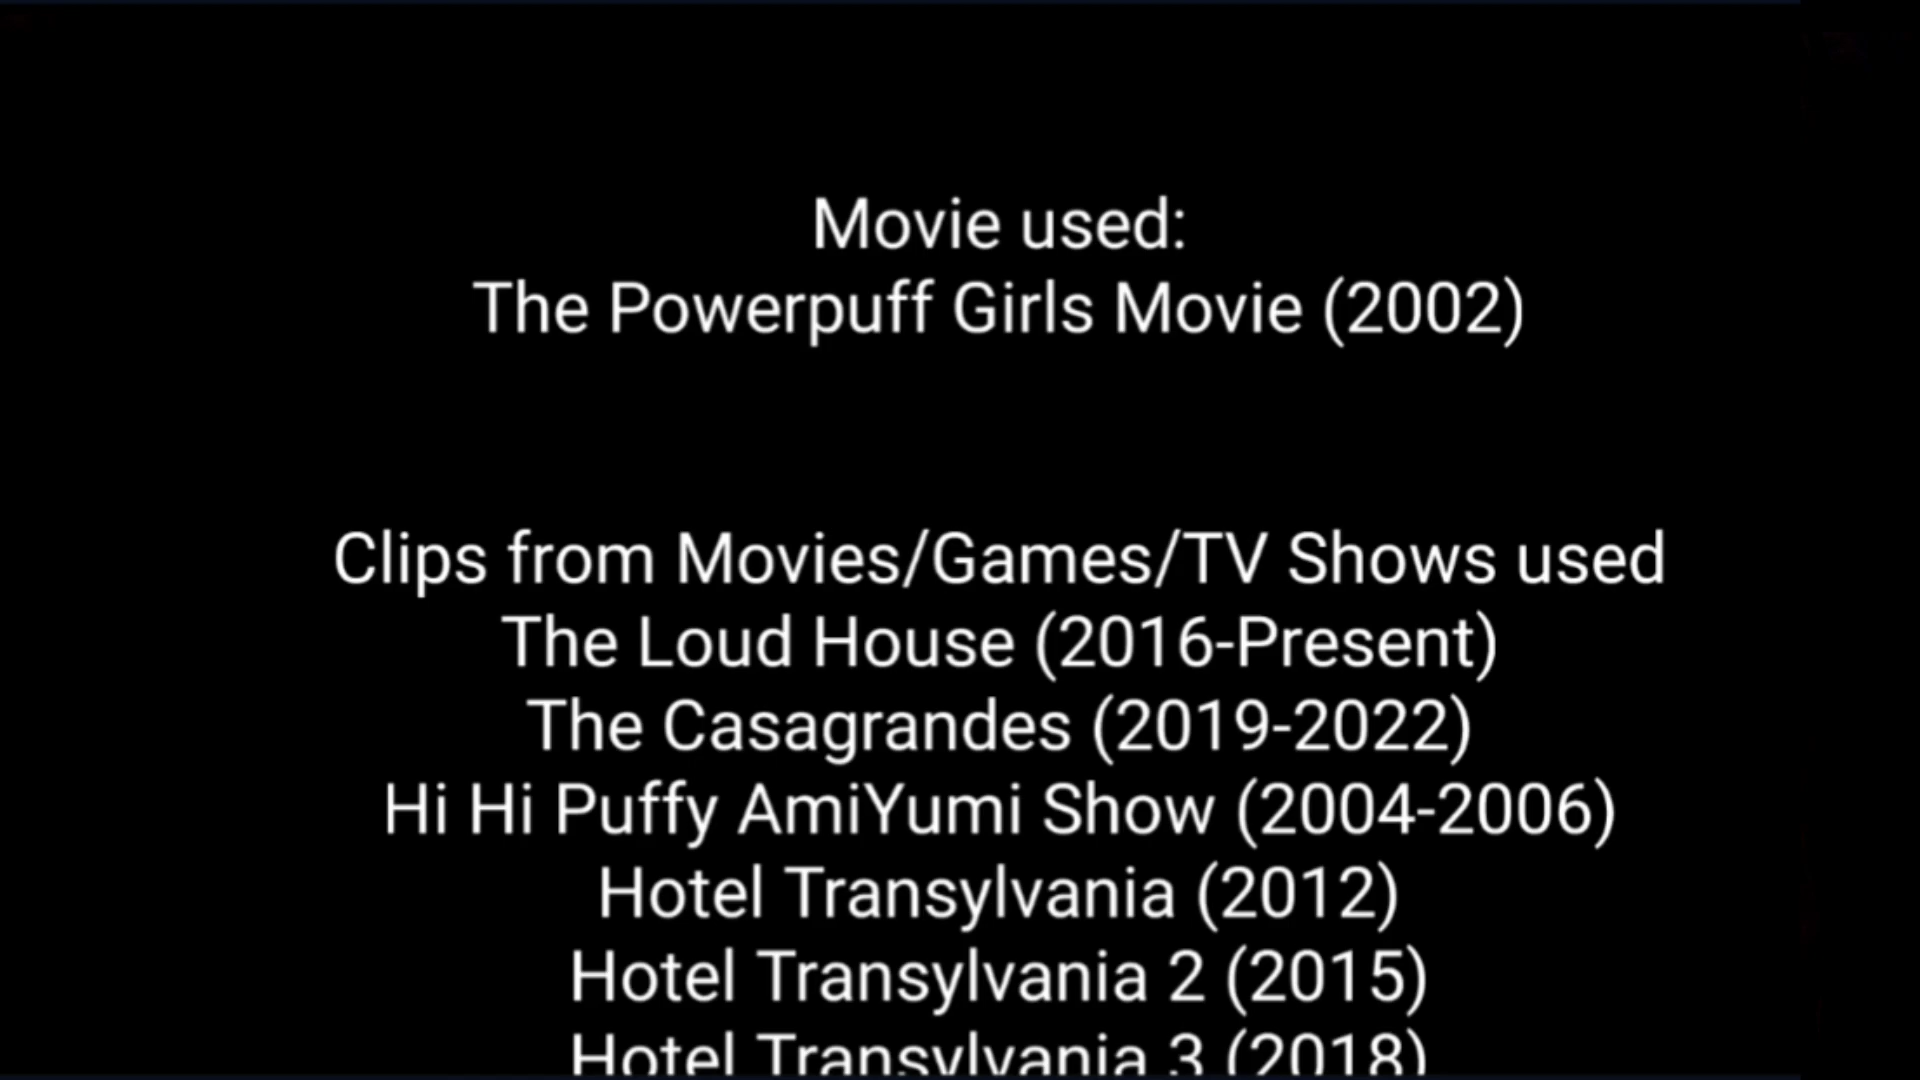 Movie used:
The Powerpuff Girls Movie (2002)
Clips from Movies/Games/TV Shows used
The Loud House (2016-Present)
The Casagrandes (2019-2022)
Hi Hi Puffy AmiYumi Show (2004-2006)
Hotel Transylvania (2012)
Hotel Transylvania 2 (2015)
Hotel Transylvania 3 (2018)